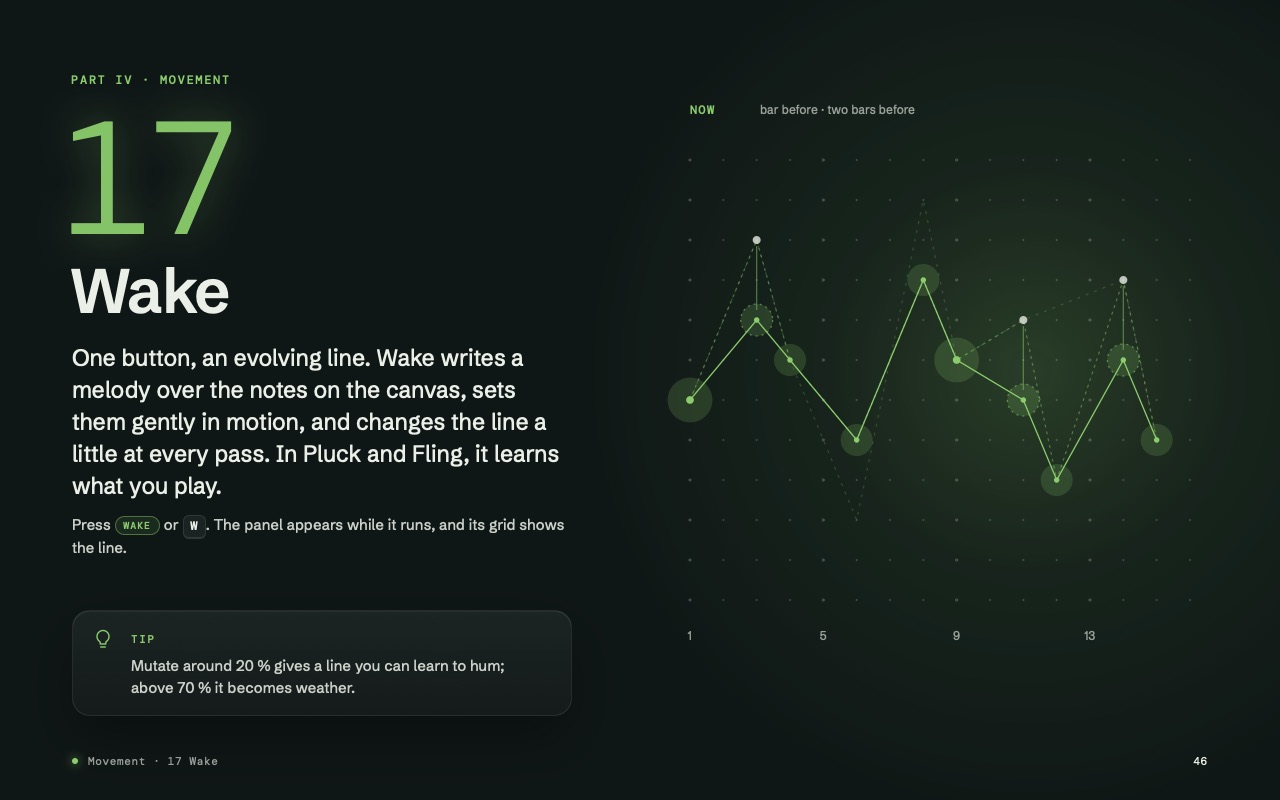 PART IV · MOVEMENT
17
Wake
One button, an evolving line. Wake writes a
melody over the notes on the canvas, sets
them gently in motion, and changes the line a
little at every pass. In Pluck and Fling, it learns
what you play.
Press WAKE or W. The panel appears while it runs, and its grid shows
the line.
TIP
Mutate around 20 % gives a line you can learn to hum;
above 70 % it becomes weather.
NOW bar before · two bars before
1 5 9 13
Movement · 17 Wake
46